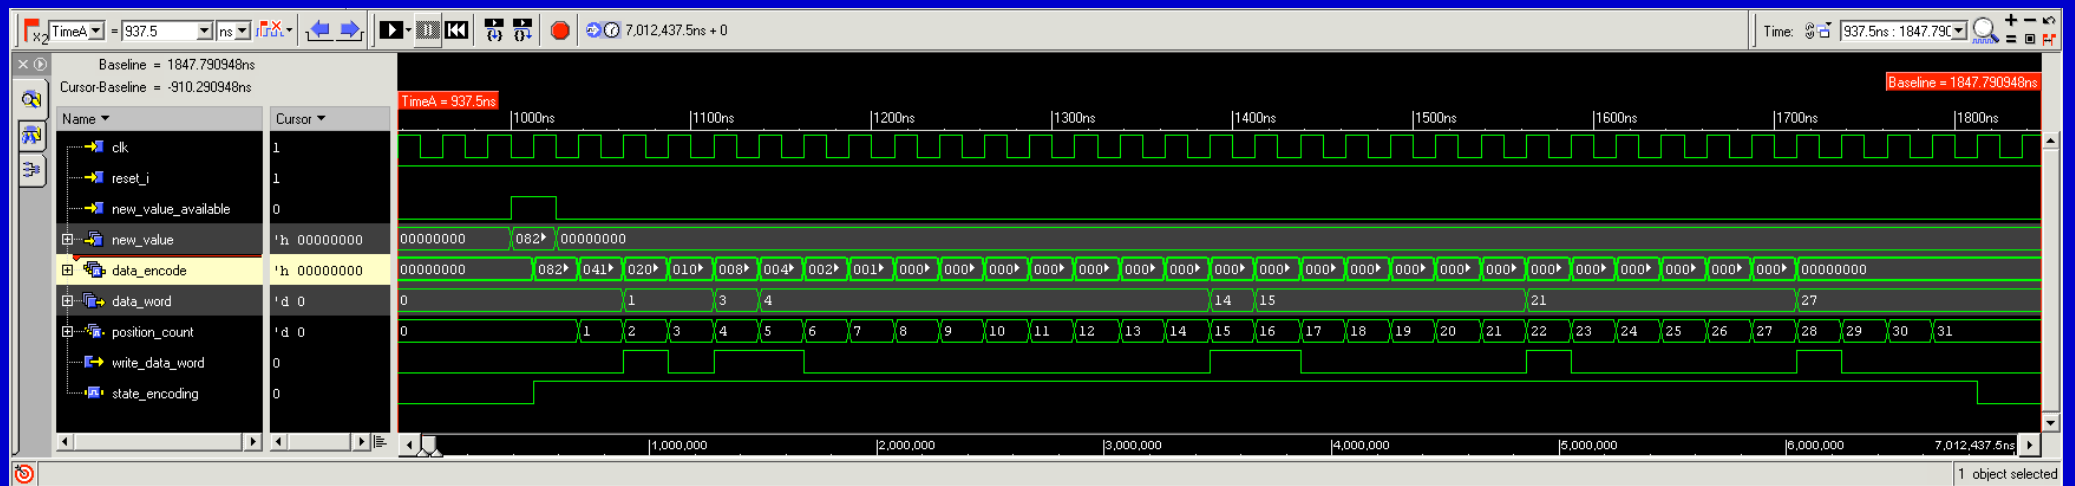 x2 TimeA = 937.5 ns 7,012,437.5ns + 0 Time: 937.5ns : 1847.790
Baseline = 1847.790948ns
Cursor-Baseline = -910.290948ns
Baseline = 1847.790948ns
TimeA = 937.5ns
Name Cursor 1000ns 1100ns 1200ns 1300ns 1400ns 1500ns 1600ns 1700ns 1800ns
clk 1
reset_i 1
new_value_available 0
new_value 'h 00000000 00000000 082 00000000
data_encode 'h 00000000 00000000 082 041 020 010 008 004 002 001 000 000 000 000 000 000 000 000 000 000 000 000 000 000 000 000 000 000 000 000 00000000
data_word 'd 0 0 1 3 4 14 15 21 27
position_count 'd 0 0 1 2 3 4 5 6 7 8 9 10 11 12 13 14 15 16 17 18 19 20 21 22 23 24 25 26 27 28 29 30 31
write_data_word 0
state_encoding 0
1,000,000 2,000,000 3,000,000 4,000,000 5,000,000 6,000,000 7,012,437.5ns
1 object selected